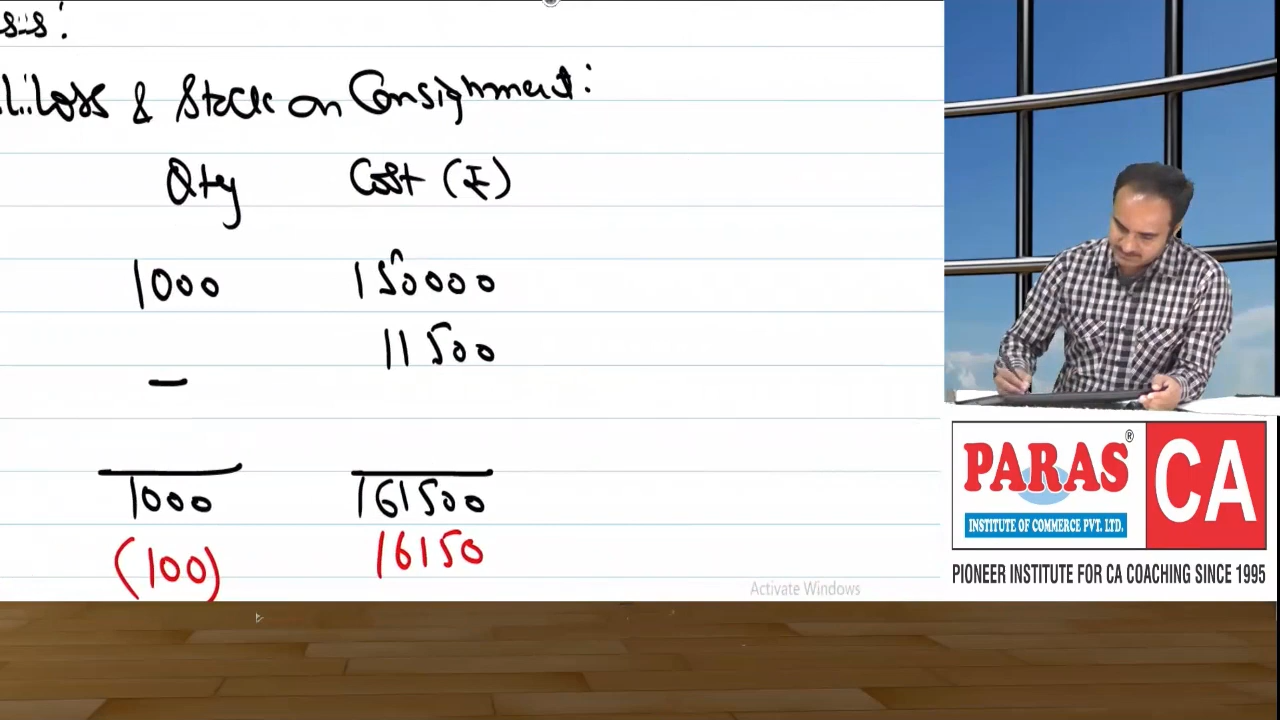 & Stock on Consignment:
Qty Cost (₹)
1000 150000
11500
—
1000 161500
(100) 16150
PARAS®
INSTITUTE OF COMMERCE PVT. LTD.
CA
PIONEER INSTITUTE FOR CA COACHING SINCE 1995
Activate Windows